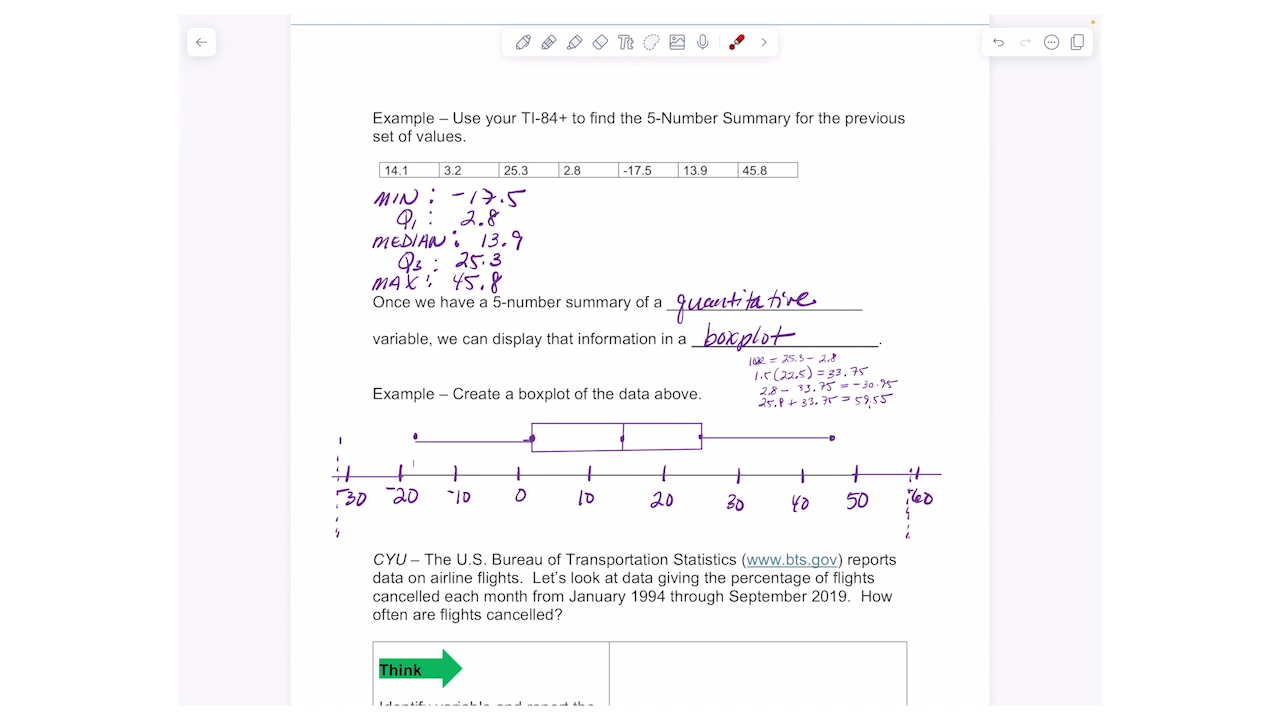 Tt
Example – Use your TI-84+ to find the 5-Number Summary for the previous
set of values.
14.1 3.2 25.3 2.8 -17.5 13.9 45.8
MIN : -17.5
Q1 : 2.8
MEDIAN : 13.9
Q3 : 25.3
MAX : 45.8
Once we have a 5-number summary of a quantitative
variable, we can display that information in a boxplot.
IQR = 25.3 - 2.8
1.5(22.5) = 33.75
2.8 - 33.75 = -30.95
25.8 + 33.75 = 59.55
Example – Create a boxplot of the data above.
-30 -20 -10 0 10 20 30 40 50 60
CYU – The U.S. Bureau of Transportation Statistics (www.bts.gov) reports
data on airline flights. Let's look at data giving the percentage of flights
cancelled each month from January 1994 through September 2019. How
often are flights cancelled?
Think
Identify variable and report the